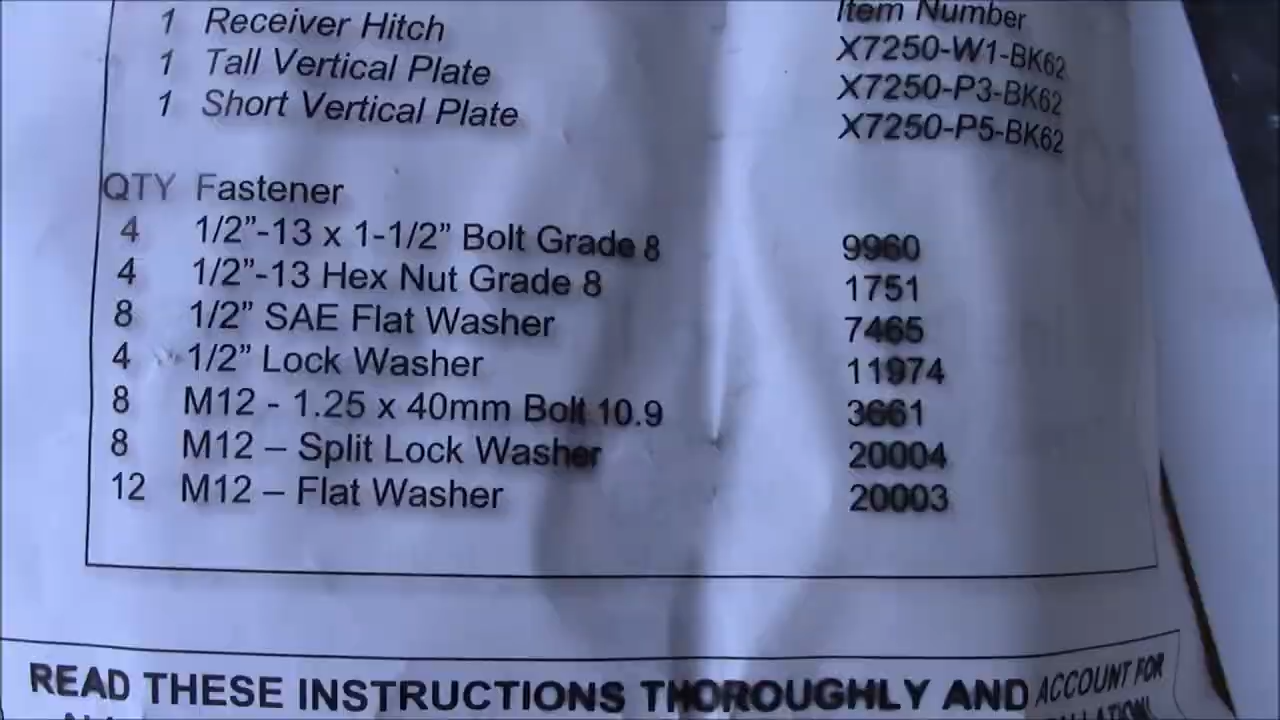 Item Number
1 Receiver Hitch X7250-W1-BK62
1 Tall Vertical Plate X7250-P3-BK62
1 Short Vertical Plate X7250-P5-BK62
QTY Fastener
4 1/2”-13 x 1-1/2” Bolt Grade 8 9960
4 1/2”-13 Hex Nut Grade 8 1751
8 1/2” SAE Flat Washer 7465
4 1/2” Lock Washer 11974
8 M12 - 1.25 x 40mm Bolt 10.9 3661
8 M12 – Split Lock Washer 20004
12 M12 – Flat Washer 20003
READ THESE INSTRUCTIONS THOROUGHLY AND ACCOUNT FOR